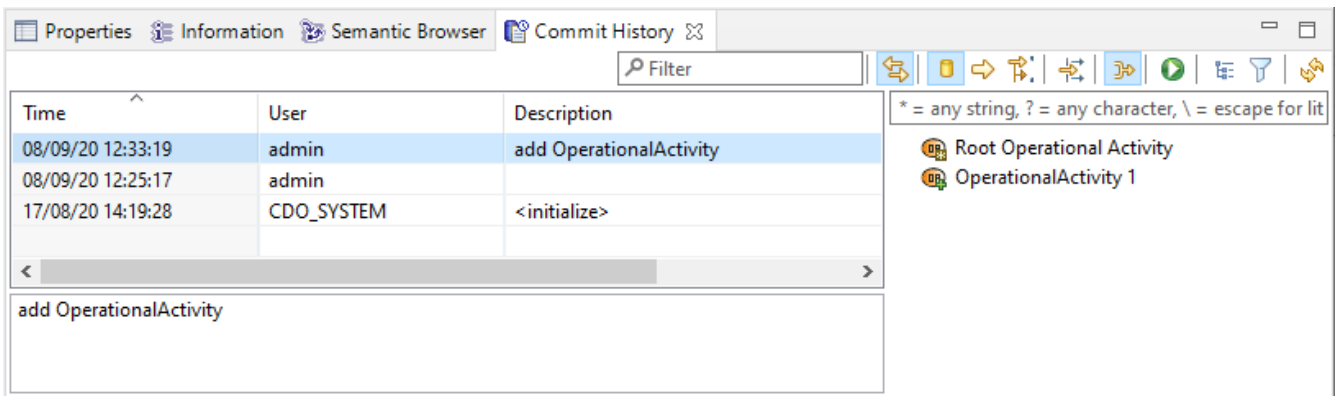 Properties Information Semantic Browser Commit History
Filter
Time User Description
08/09/20 12:33:19 admin add OperationalActivity
08/09/20 12:25:17 admin
17/08/20 14:19:28 CDO_SYSTEM <initialize>
add OperationalActivity
* = any string, ? = any character, \ = escape for lit
Root Operational Activity
OperationalActivity 1